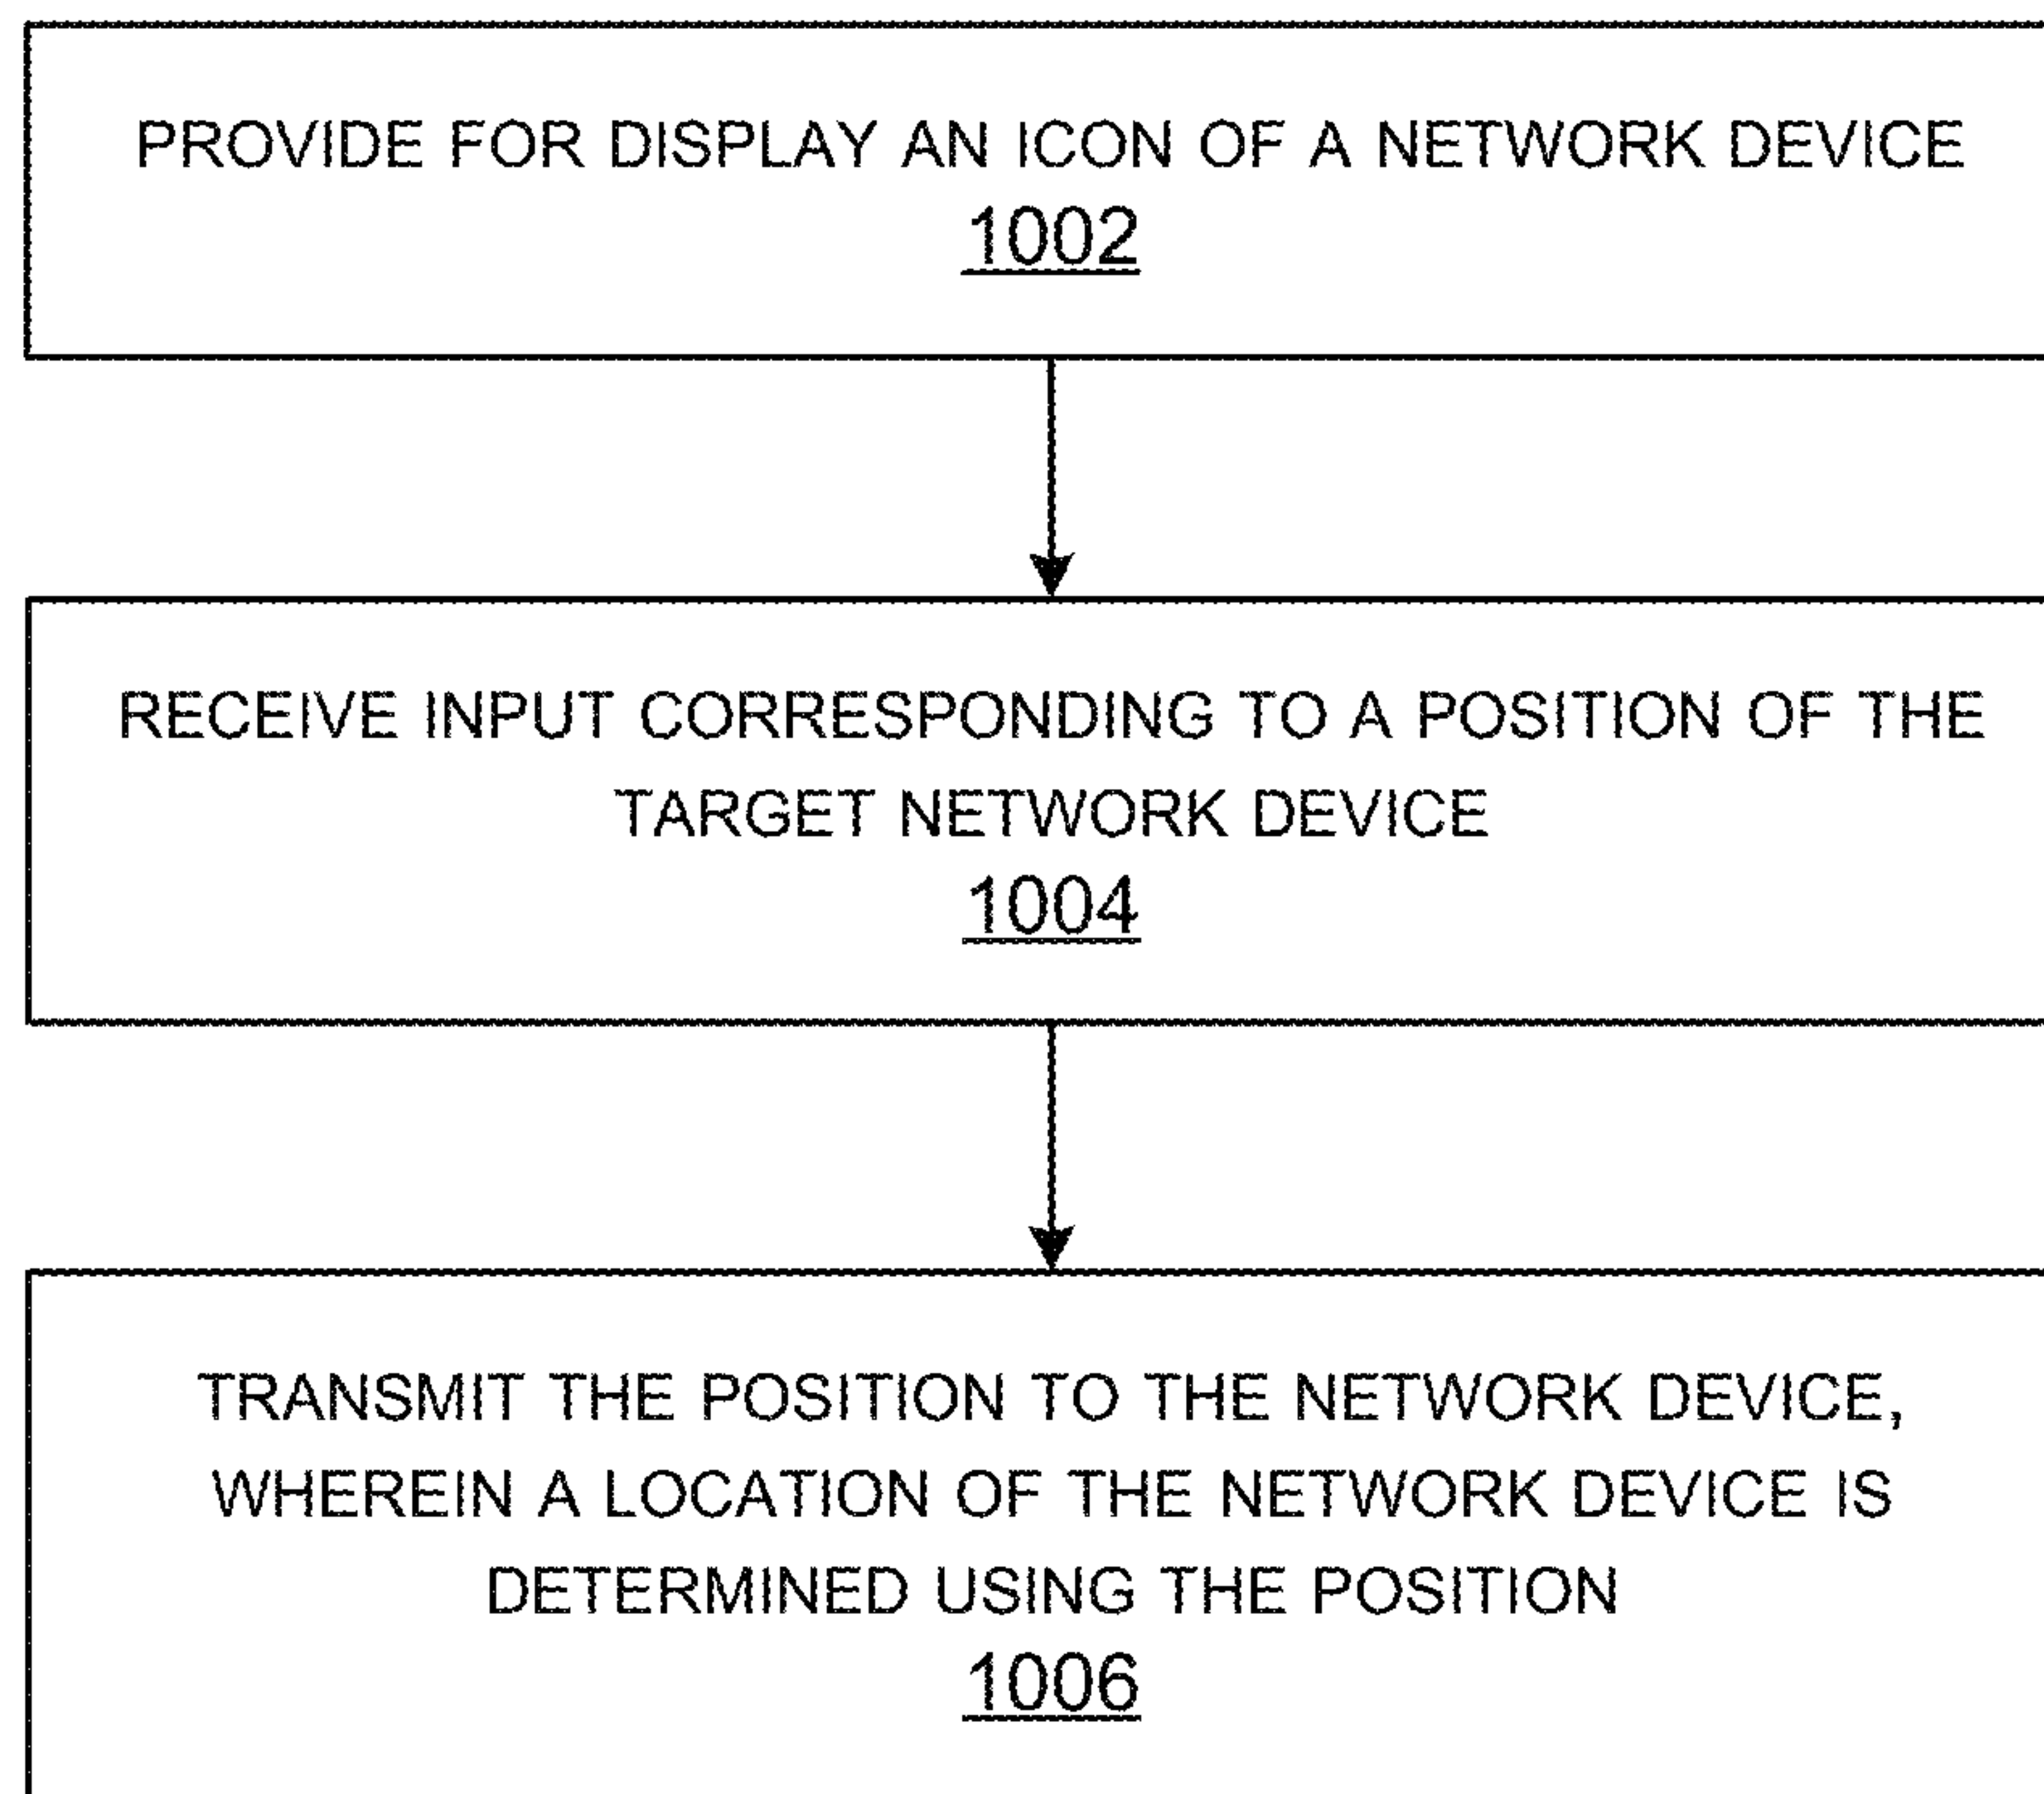 PROVIDE FOR DISPLAY AN ICON OF A NETWORK DEVICE
1002
RECEIVE INPUT CORRESPONDING TO A POSITION OF THE
TARGET NETWORK DEVICE
1004
TRANSMIT THE POSITION TO THE NETWORK DEVICE,
WHEREIN A LOCATION OF THE NETWORK DEVICE IS
DETERMINED USING THE POSITION
1006